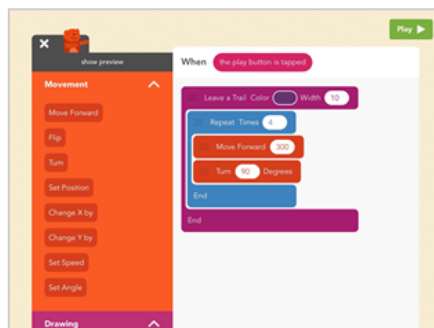 Play
show preview
When the play button is tapped
Movement
Move Forward
Flip
Turn
Set Position
Change X by
Change Y by
Set Speed
Set Angle
Drawing
Leave a Trail Color Width 10
Repeat Times 4
Move Forward 300
Turn 90 Degrees
End
End